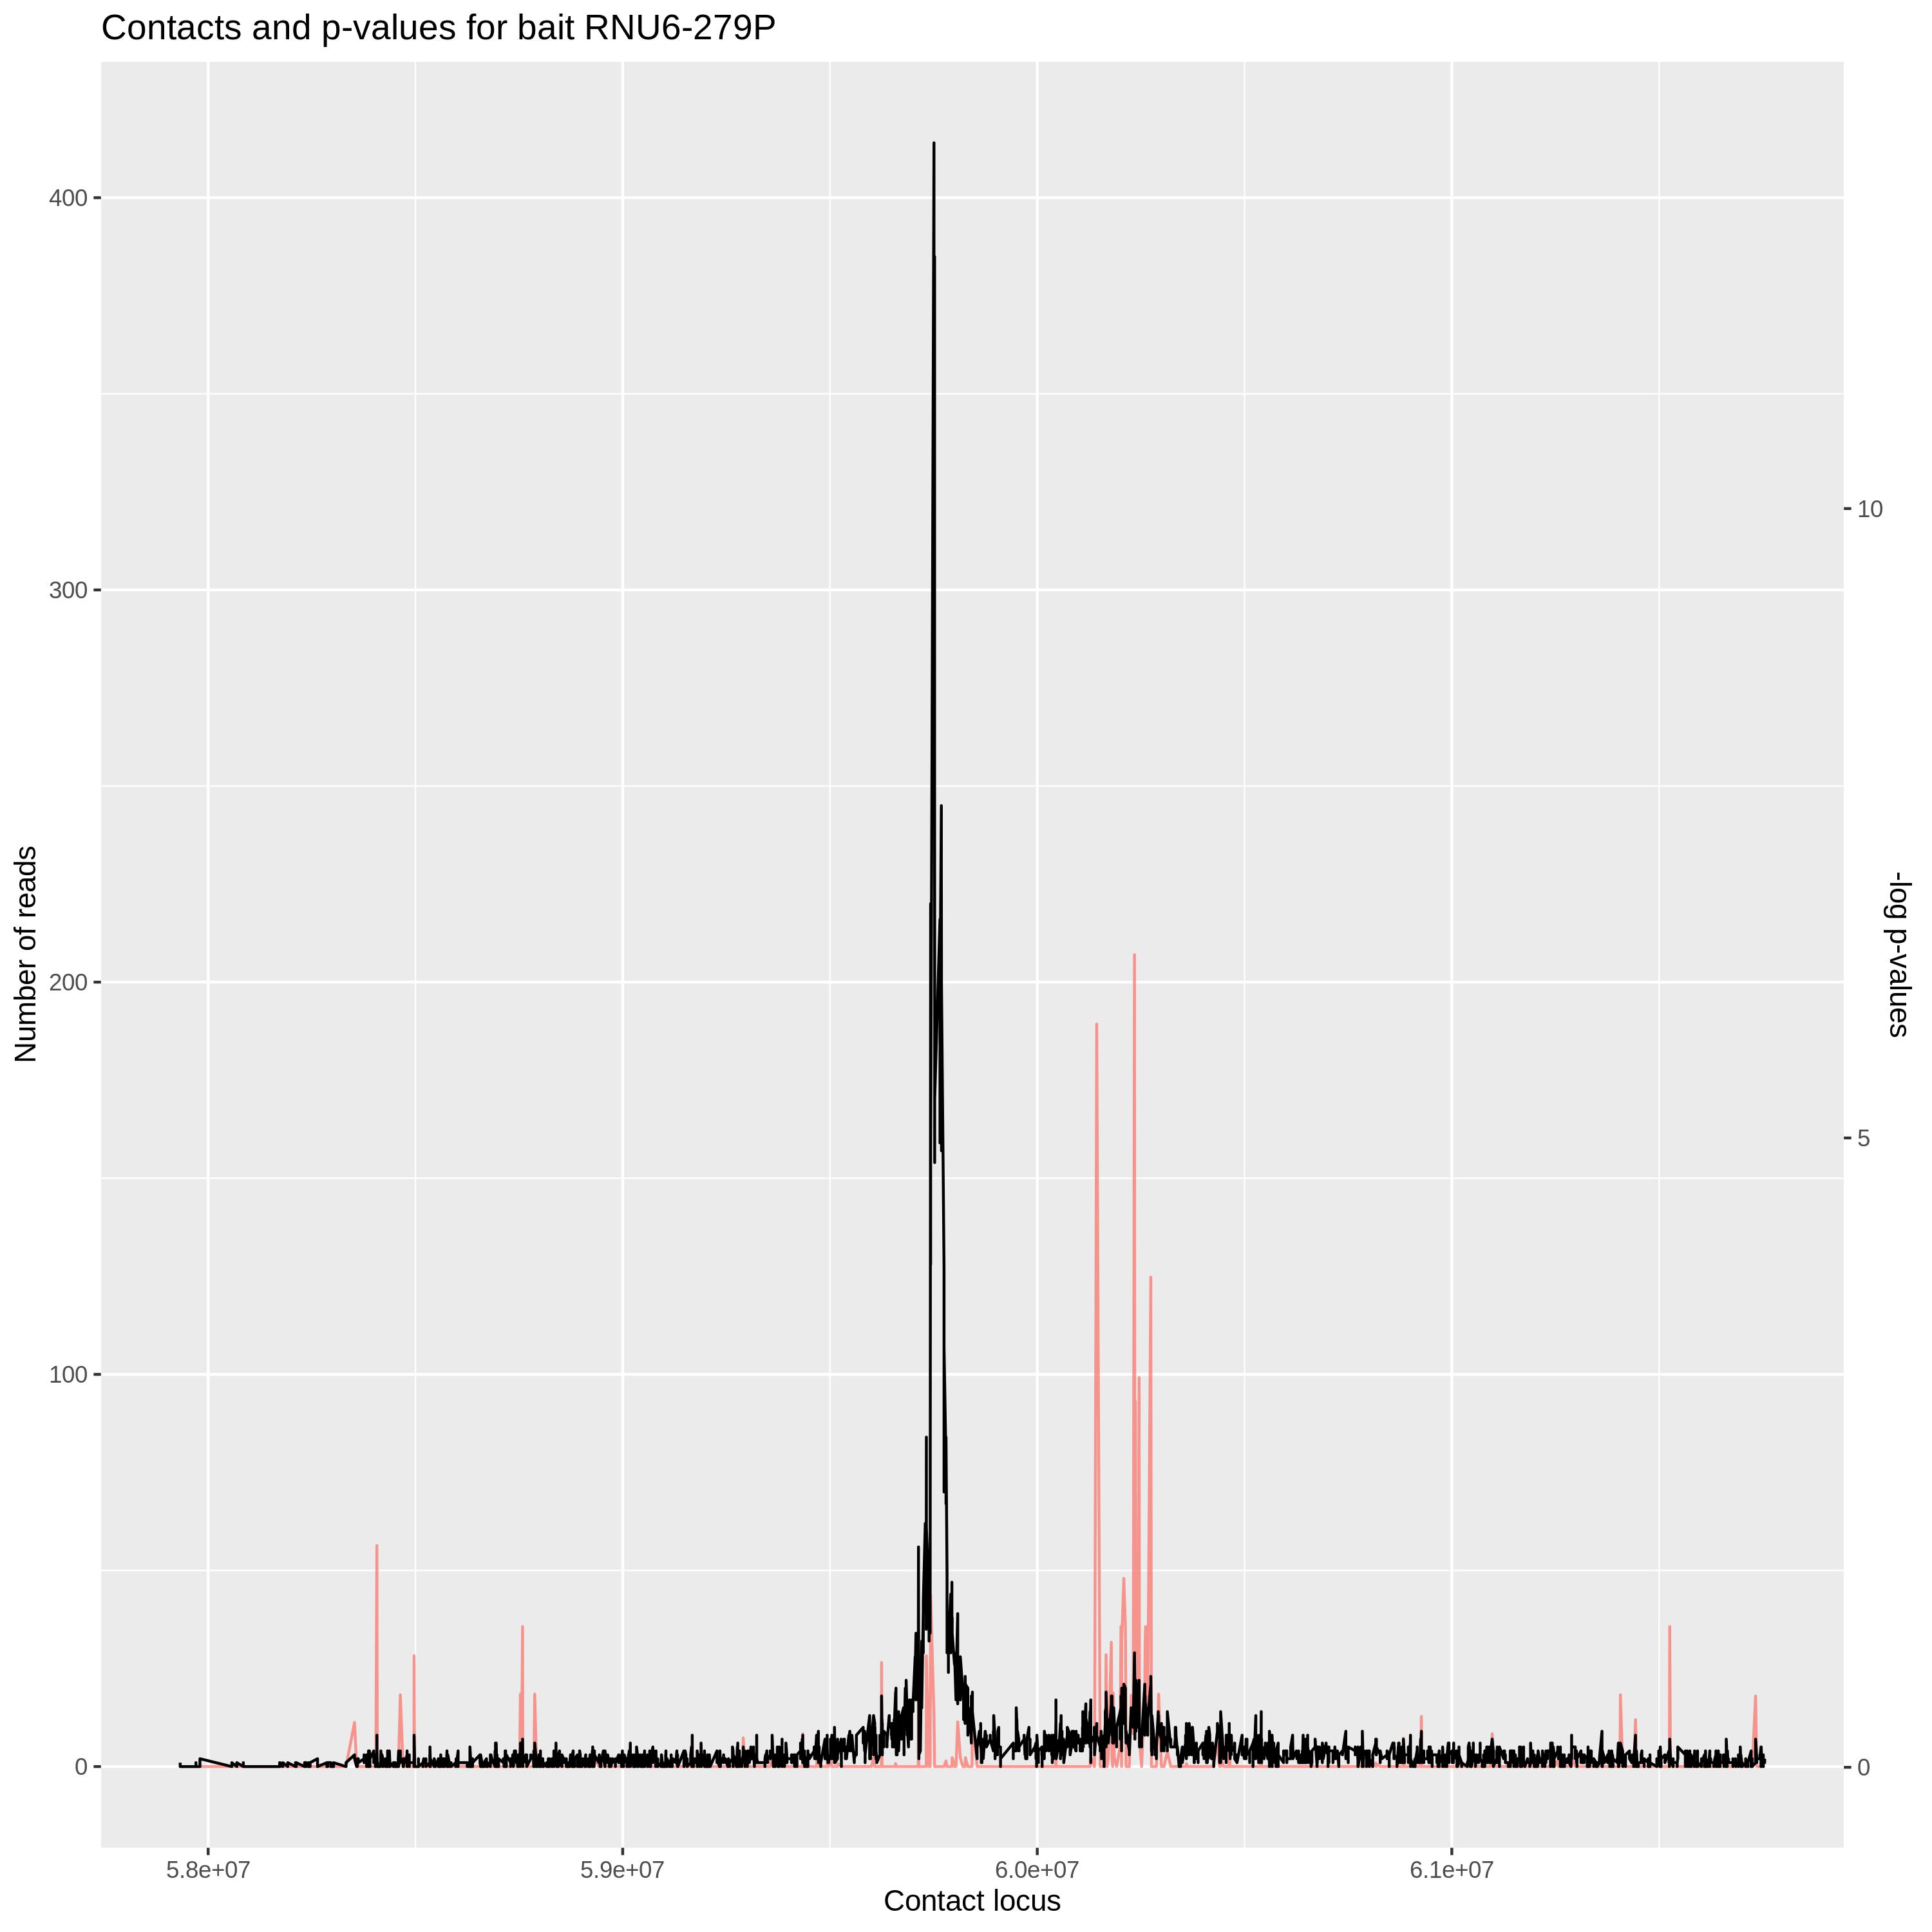 Contacts and p-values for bait RNU6-279P
400
300
200
100
0
Number of reads
10
5
0
-log p-values
5.8e+07
5.9e+07
6.0e+07
6.1e+07
Contact locus